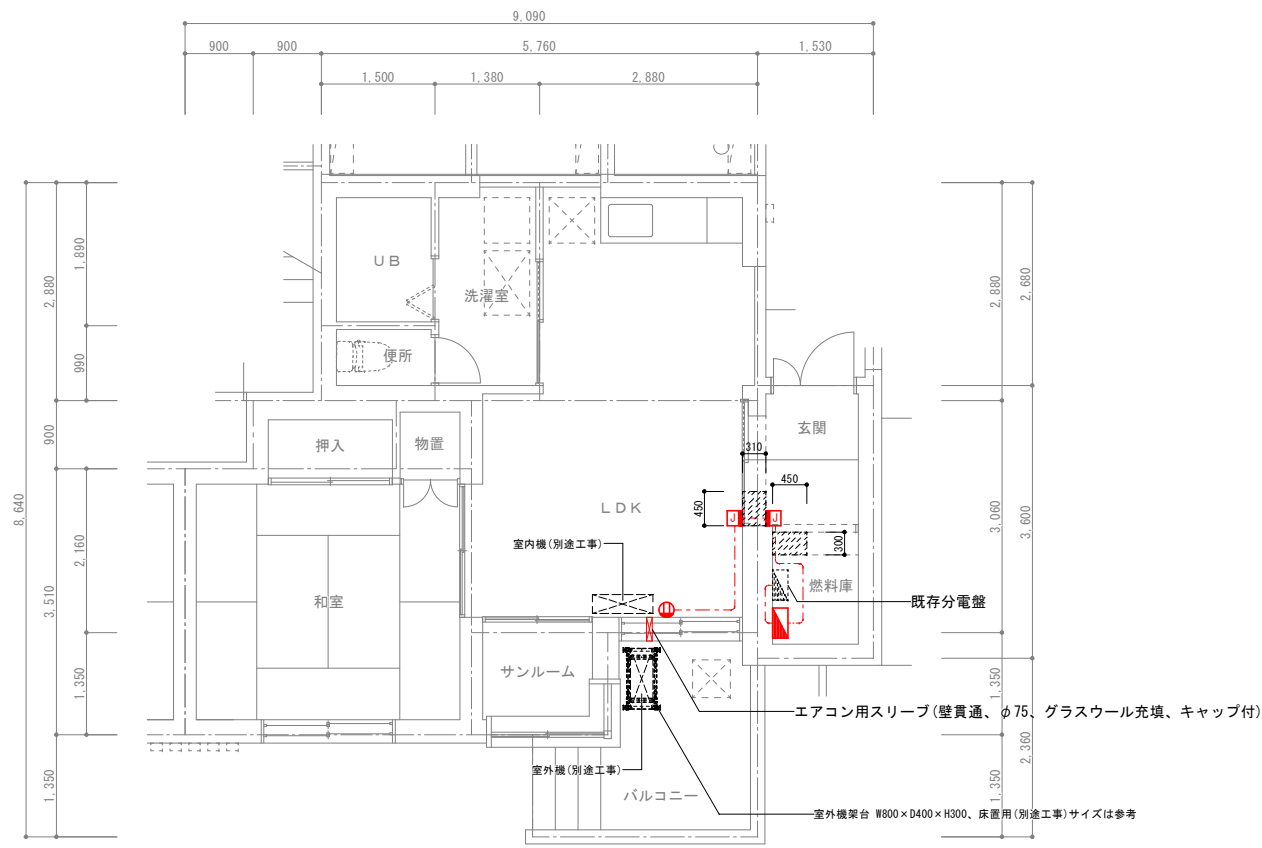 9,090
900
900
5,760
1,530
1,500
1,380
2,880
8,640
2,880
900
3,510
1,350
1,890
990
2,160
1,350
2,880
3,060
1,350
1,350
2,680
3,600
2,360
UB
洗濯室
便所
玄関
押入
物置
310
450
450
LDK
J
J
300
室内機(別途工事)
和室
燃料庫
既存分電盤
サンルーム
エアコン用スリーブ(壁貫通、φ75、グラスウール充填、キャップ付)
室外機(別途工事)
バルコニー
室外機架台 W800×D400×H300、床置用(別途工事)サイズは参考